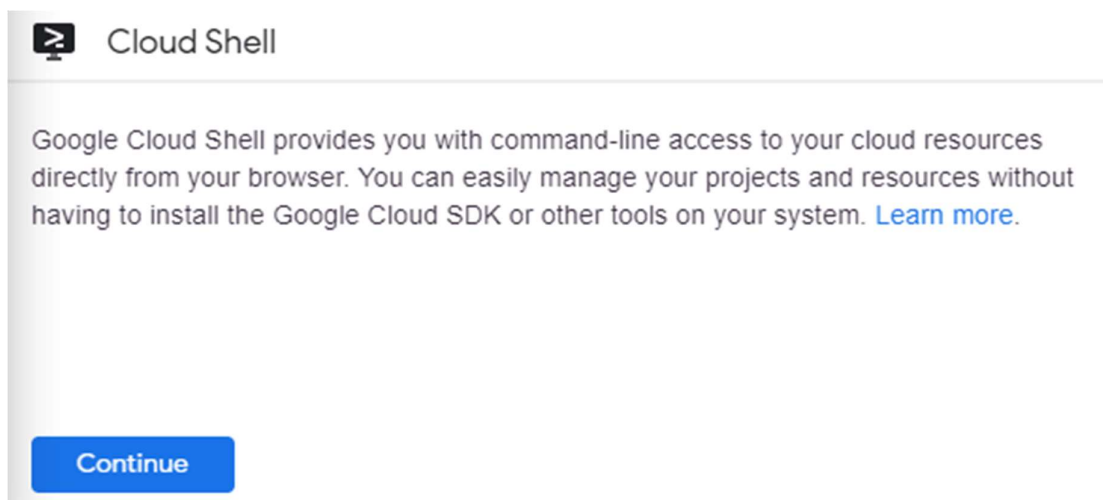 Cloud Shell
Google Cloud Shell provides you with command-line access to your cloud resources
directly from your browser. You can easily manage your projects and resources without
having to install the Google Cloud SDK or other tools on your system. Learn more.
Continue